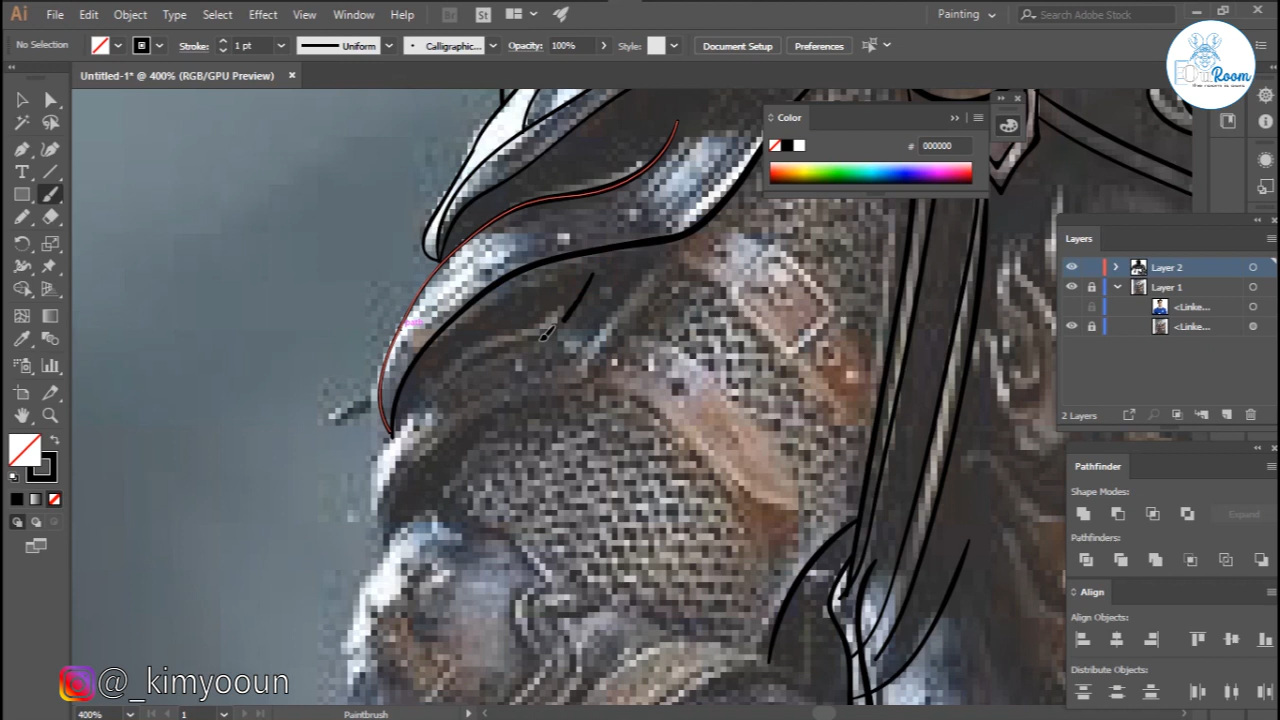 Ai File Edit Object Type Select Effect View Window Help Br St Painting Search Adobe Stock
No Selection Stroke: 1 pt Uniform Calligraphic... Opacity: 100% Style: Document Setup Preferences
Room
Untitled-1* @ 400% (RGB/GPU Preview)
Color
# 000000
Layers
Layer 2
Layer 1
<Linke...
<Linke...
path
2 Layers
Pathfinder
Shape Modes:
Expand
Pathfinders:
Align
Align Objects:
Distribute Objects:
@_kimyooun
400% 1 Paintbrush